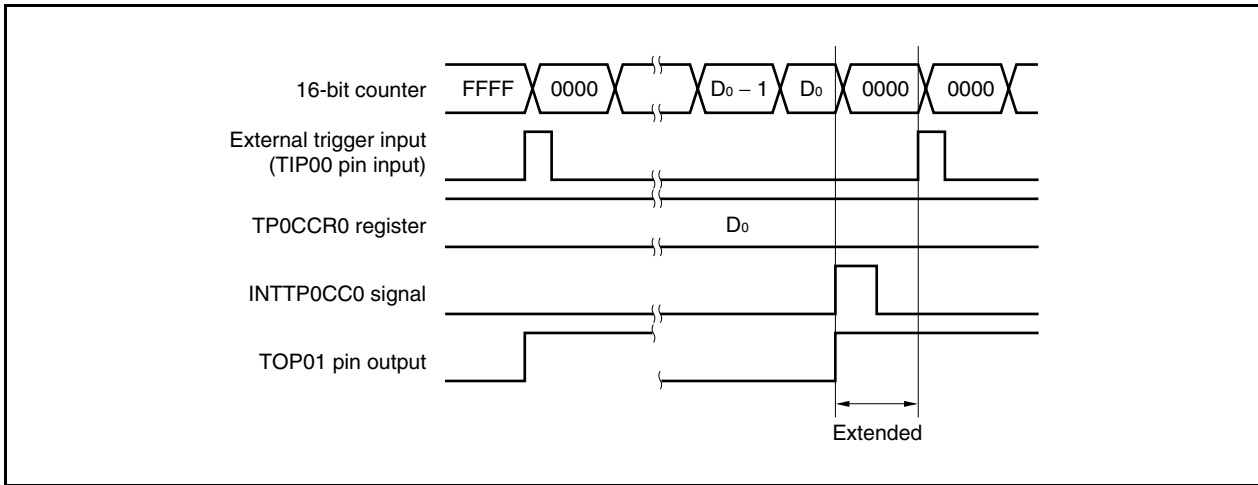 16-bit counter FFFF 0000 D₀ − 1 D₀ 0000 0000
External trigger input
(TIP00 pin input)
TP0CCR0 register D₀
INTTP0CC0 signal
TOP01 pin output
Extended